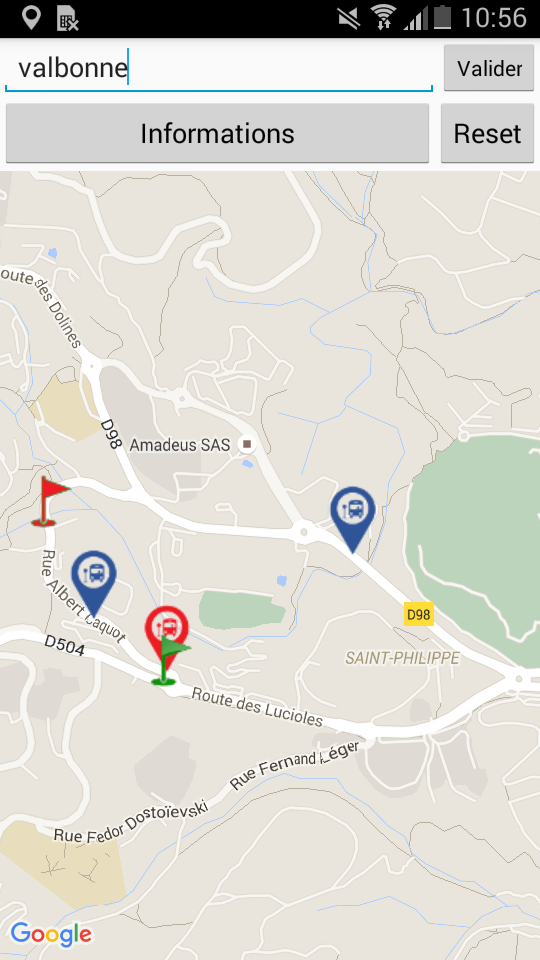 10:56
valbonne
Valider
Informations
Reset
oute des Dolines
D98
Amadeus SAS
Rue Albert Caquot
D98
D504
SAINT-PHILIPPE
Route des Lucioles
Rue Fernand Léger
Rue Fedor Dostoïevski
Google